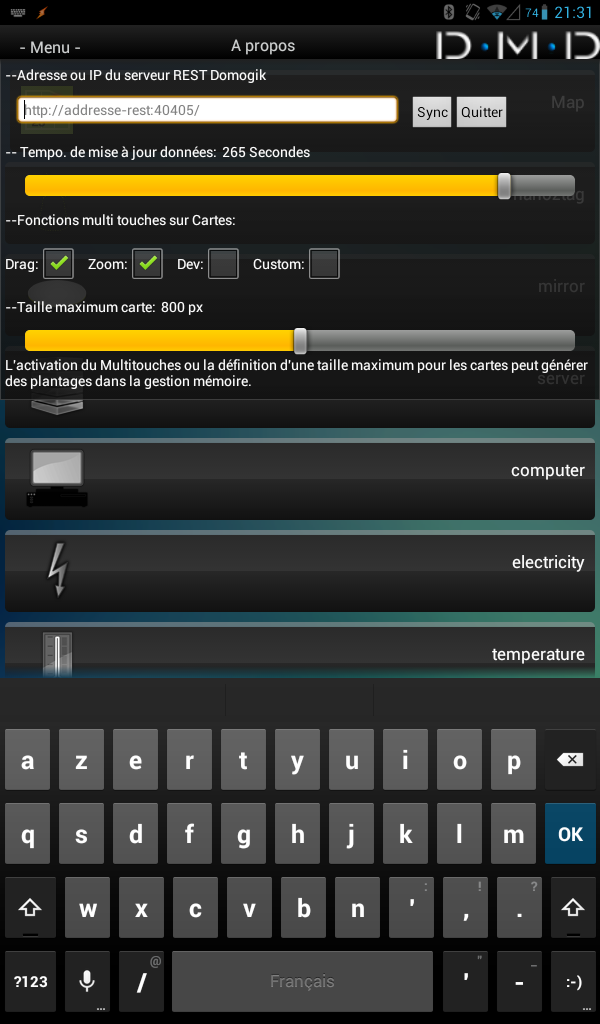 74 21:31
- Menu - A propos D•M•D
--Adresse ou IP du serveur REST Domogik
http://addresse-rest:40405/ Sync Quitter
Map
-- Tempo. de mise à jour données: 265 Secondes
--Fonctions multi touches sur Cartes:
Drag: Zoom: Dev: Custom:
mirror
--Taille maximum carte: 800 px
L'activation du Multitouches ou la définition d'une taille maximum pour les cartes peut générer
des plantages dans la gestion mémoire.
server
computer
electricity
temperature
a z e r t y u i o p
q s d f g h j k l m OK
w x c v b n ' : , ! . ?
?123 / @ Français ' " - _ :-)